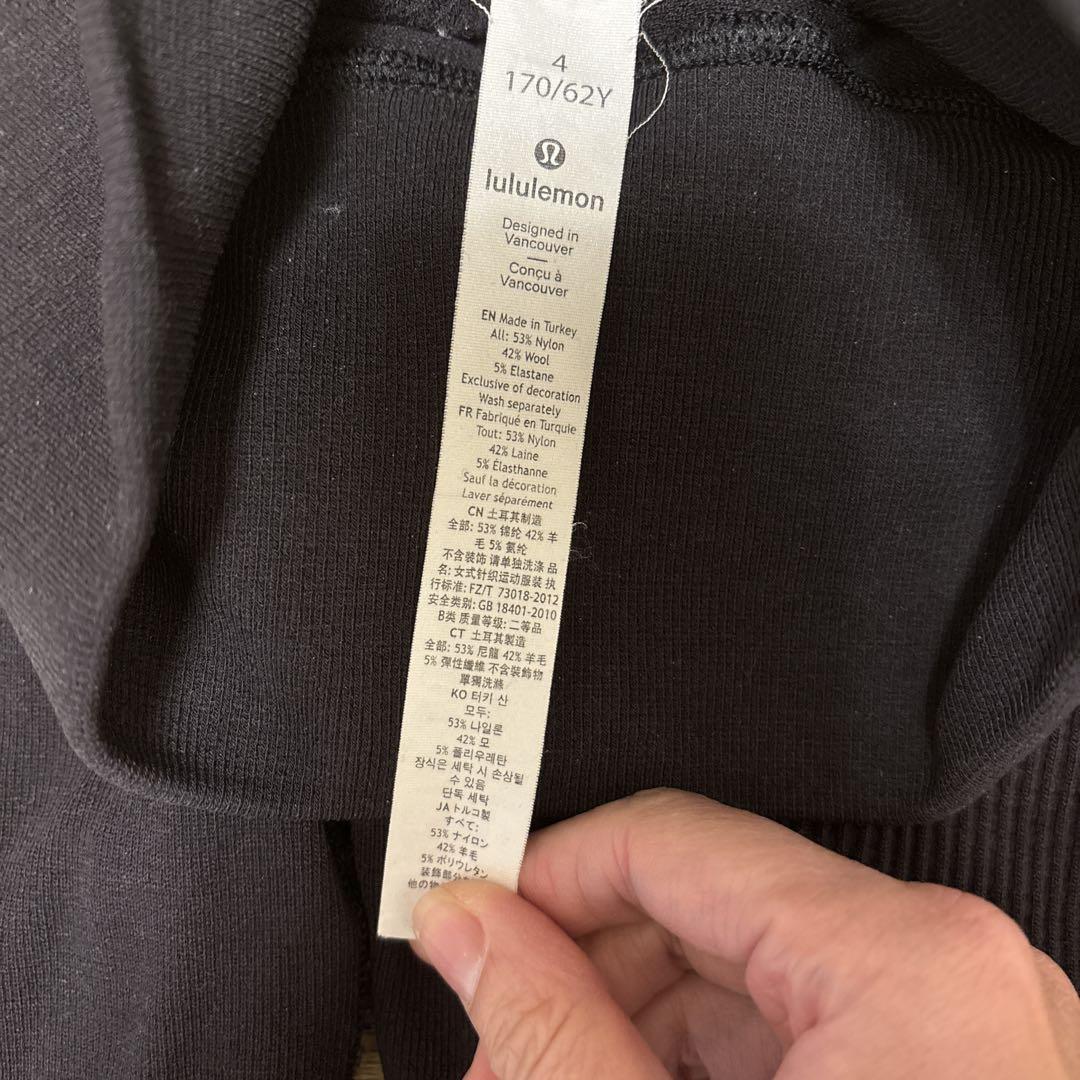 4
170/62Y
lululemon
Designed in
Vancouver
Conçu à
Vancouver
EN Made in Turkey
All: 53% Nylon
42% Wool
5% Elastane
Exclusive of decoration
Wash separately
FR Fabriqué en Turquie
Tout: 53% Nylon
42% Laine
5% Élasthanne
Sauf la décoration
Laver séparément
CN 土耳其制造
全部: 53% 锦纶 42% 羊
毛 5% 氨纶
不含装饰 请单独洗涤 品
名: 女式针织运动服装 执
行标准: FZ/T 73018-2012
安全类别: GB 18401-2010
B类 质量等级: 二等品
CT 土耳其製造
全部: 53% 尼龍 42% 羊毛
5% 彈性纖維 不含裝飾物
單獨洗滌
KO 터키 산
모두:
53% 나일론
42% 모
5% 폴리우레탄
장식은 세탁 시 손상될
수 있음
단독 세탁
JA トルコ製
すべて:
53% ナイロン
42% 羊毛
5% ポリウレタン
装飾部分
他の物